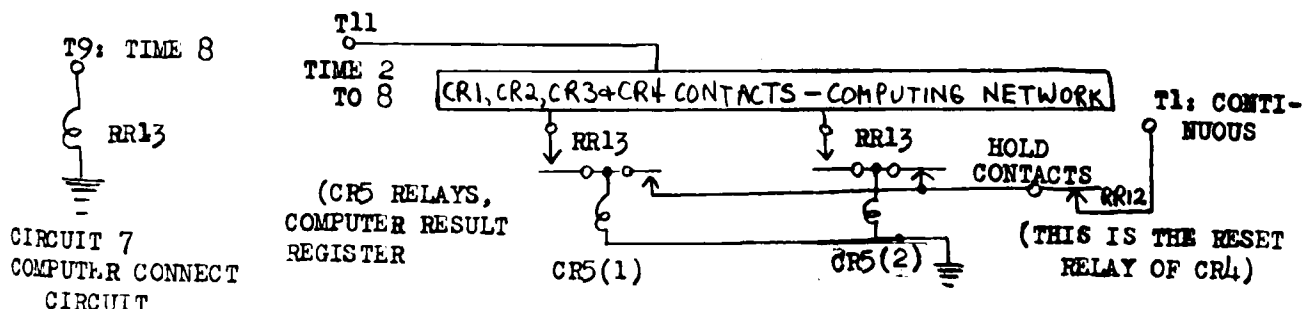 T9: TIME 8
RR13
CIRCUIT 7
COMPUTER CONNECT
CIRCUIT
T11
TIME 2
TO 8
CR1, CR2, CR3 & CR4 CONTACTS - COMPUTING NETWORK
T1: CONTI-
NUOUS
RR13
RR13
HOLD
CONTACTS
RR12
(CR5 RELAYS,
COMPUTER RESULT
REGISTER
(THIS IS THE RESET
RELAY OF CR4)
CR5(1)
CR5(2)